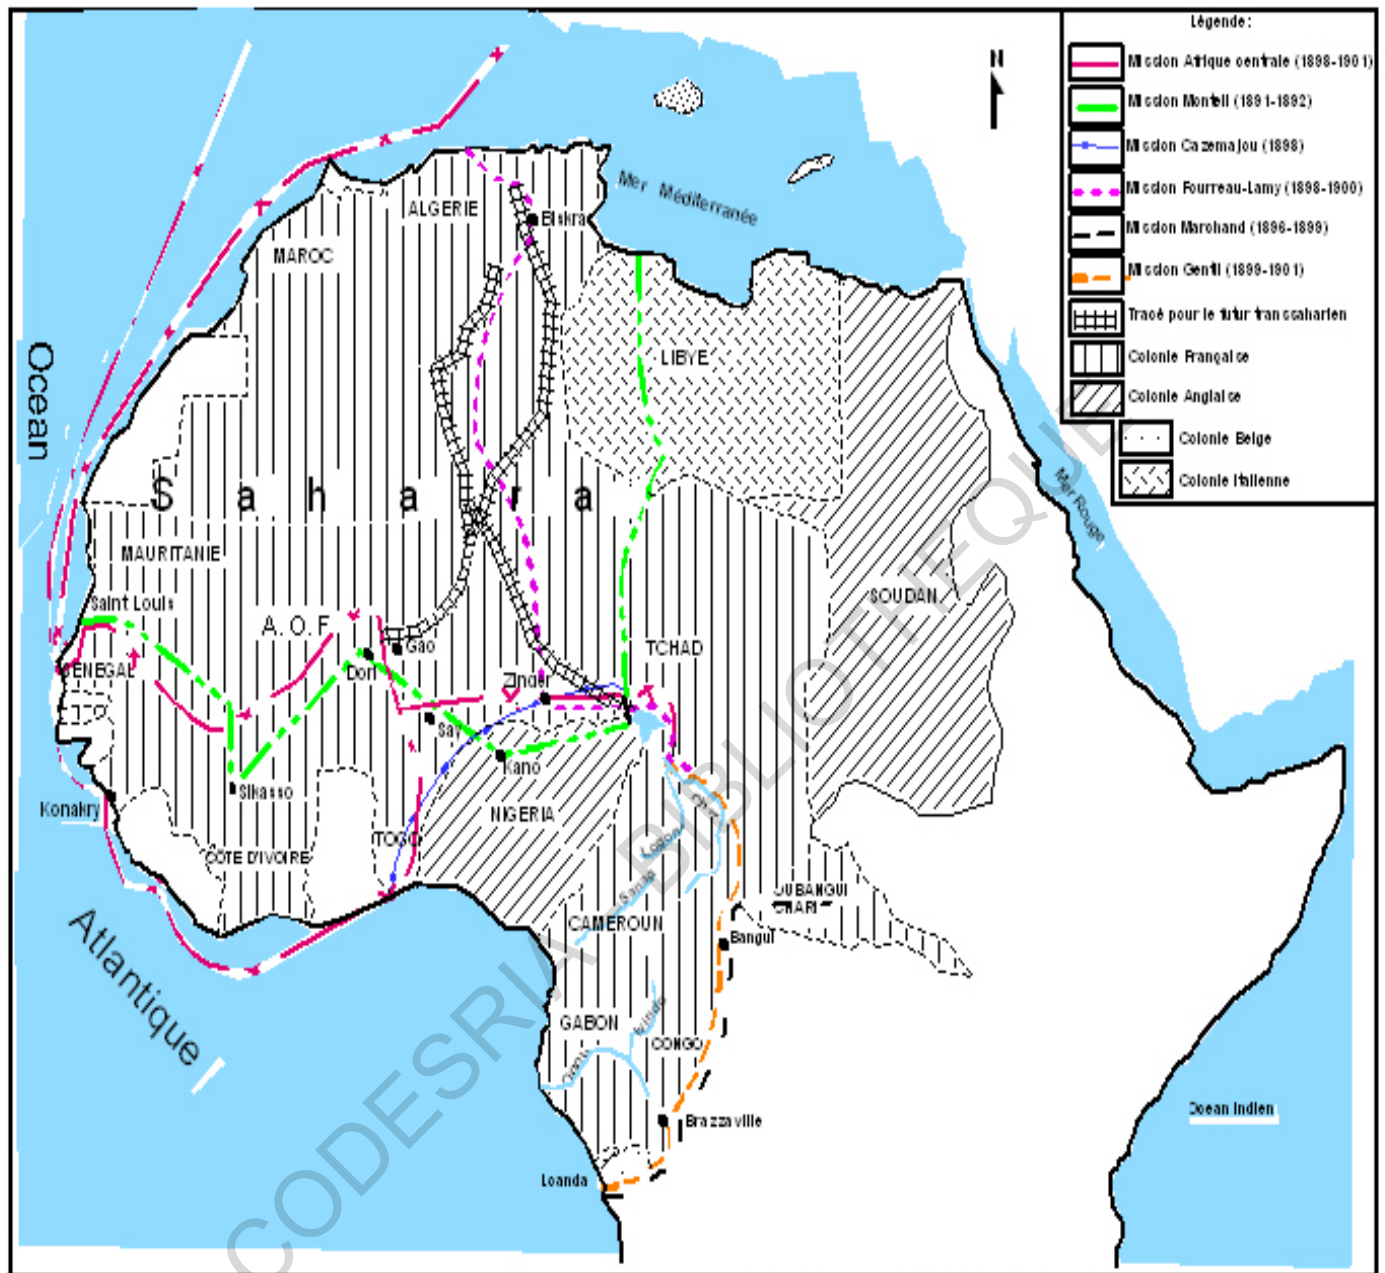 Légende :
Mission Afrique centrale (1898-1901)
Mission Monteil (1891-1892)
Mission Cazemajou (1898)
Mission Fourreau-Lamy (1898-1900)
Mission Marchand (1896-1899)
Mission Gentil (1899-1901)
Tracé pour le futur transsaharien
Colonie Française
Colonie Anglaise
Colonie Belge
Colonie Italienne
N
Mer Méditerranée
ALGERIE
Biskra
MAROC
LIBYE
Ocean
Sahara
Mer Rouge
MAURITANIE
SOUDAN
Saint Louis
A.O.F
Gao
TCHAD
SENEGAL
Dori
Zinder
Say
Kano
Sikasso
Konakry
NIGERIA
TOGO
Logon
COTE D'IVOIRE
Sanag
OUBANGUI
CHARI
CAMEROUN
Bangui
Atlantique
GABON
CONGO
Brazzaville
Ocean Indien
Loanda
CODESRIA - BIBLIOTHEQUE